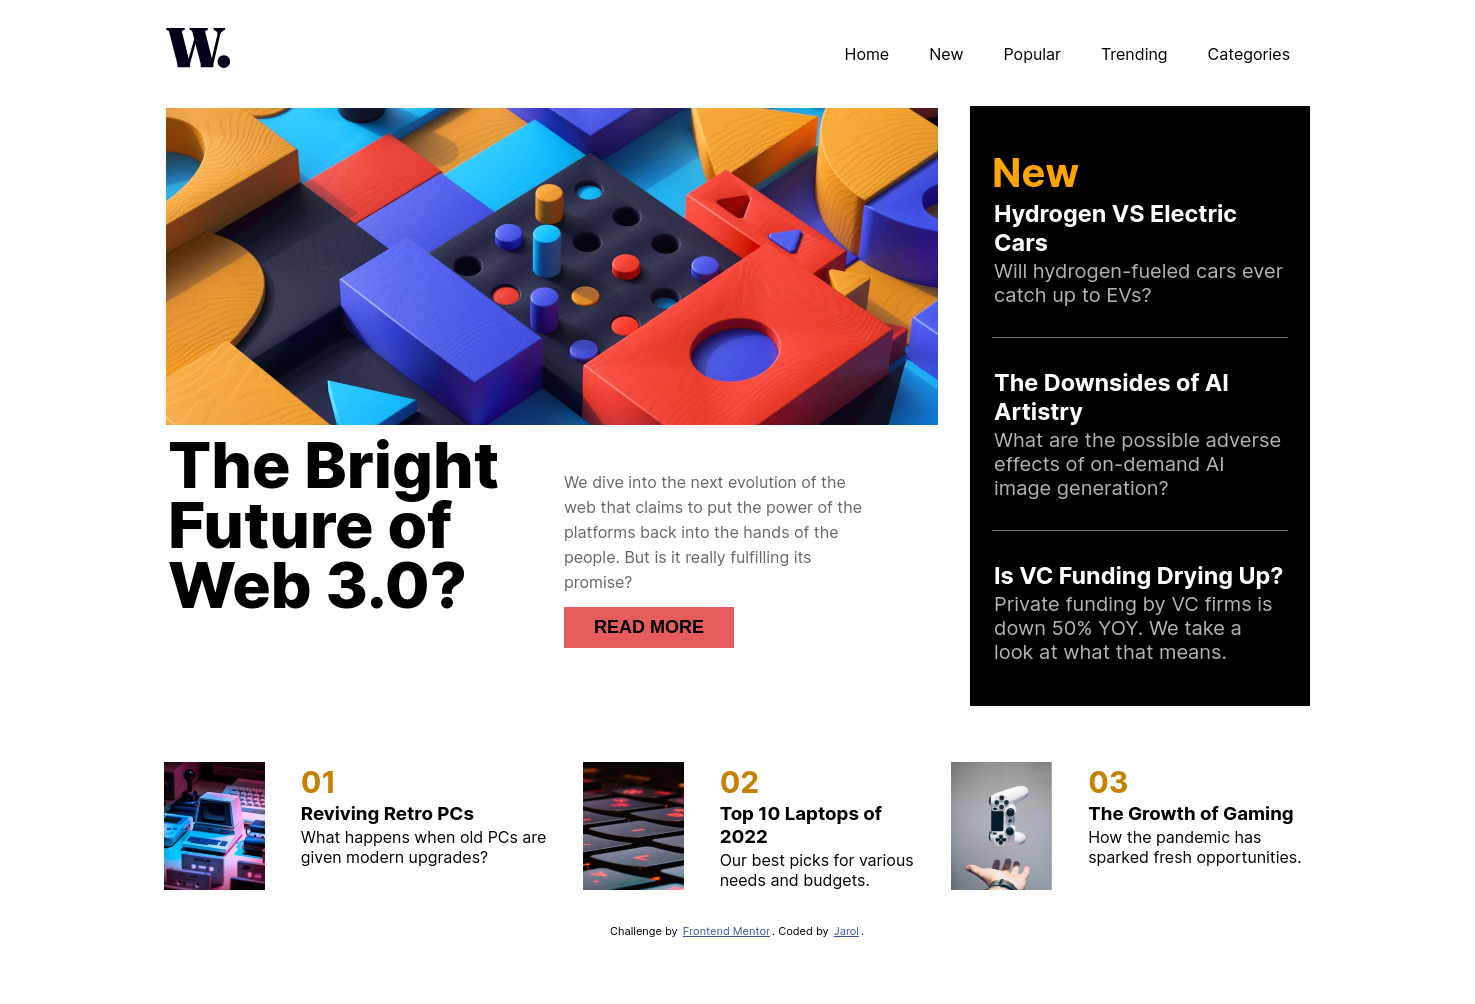 W.
Home
New
Popular
Trending
Categories
The Bright
Future of
Web 3.0?
We dive into the next evolution of the
web that claims to put the power of the
platforms back into the hands of the
people. But is it really fulfilling its
promise?
READ MORE
New
Hydrogen VS Electric
Cars
Will hydrogen-fueled cars ever
catch up to EVs?
The Downsides of AI
Artistry
What are the possible adverse
effects of on-demand AI
image generation?
Is VC Funding Drying Up?
Private funding by VC firms is
down 50% YOY. We take a
look at what that means.
01
Reviving Retro PCs
What happens when old PCs are
given modern upgrades?
02
Top 10 Laptops of
2022
Our best picks for various
needs and budgets.
03
The Growth of Gaming
How the pandemic has
sparked fresh opportunities.
Challenge by Frontend Mentor. Coded by Jarol.